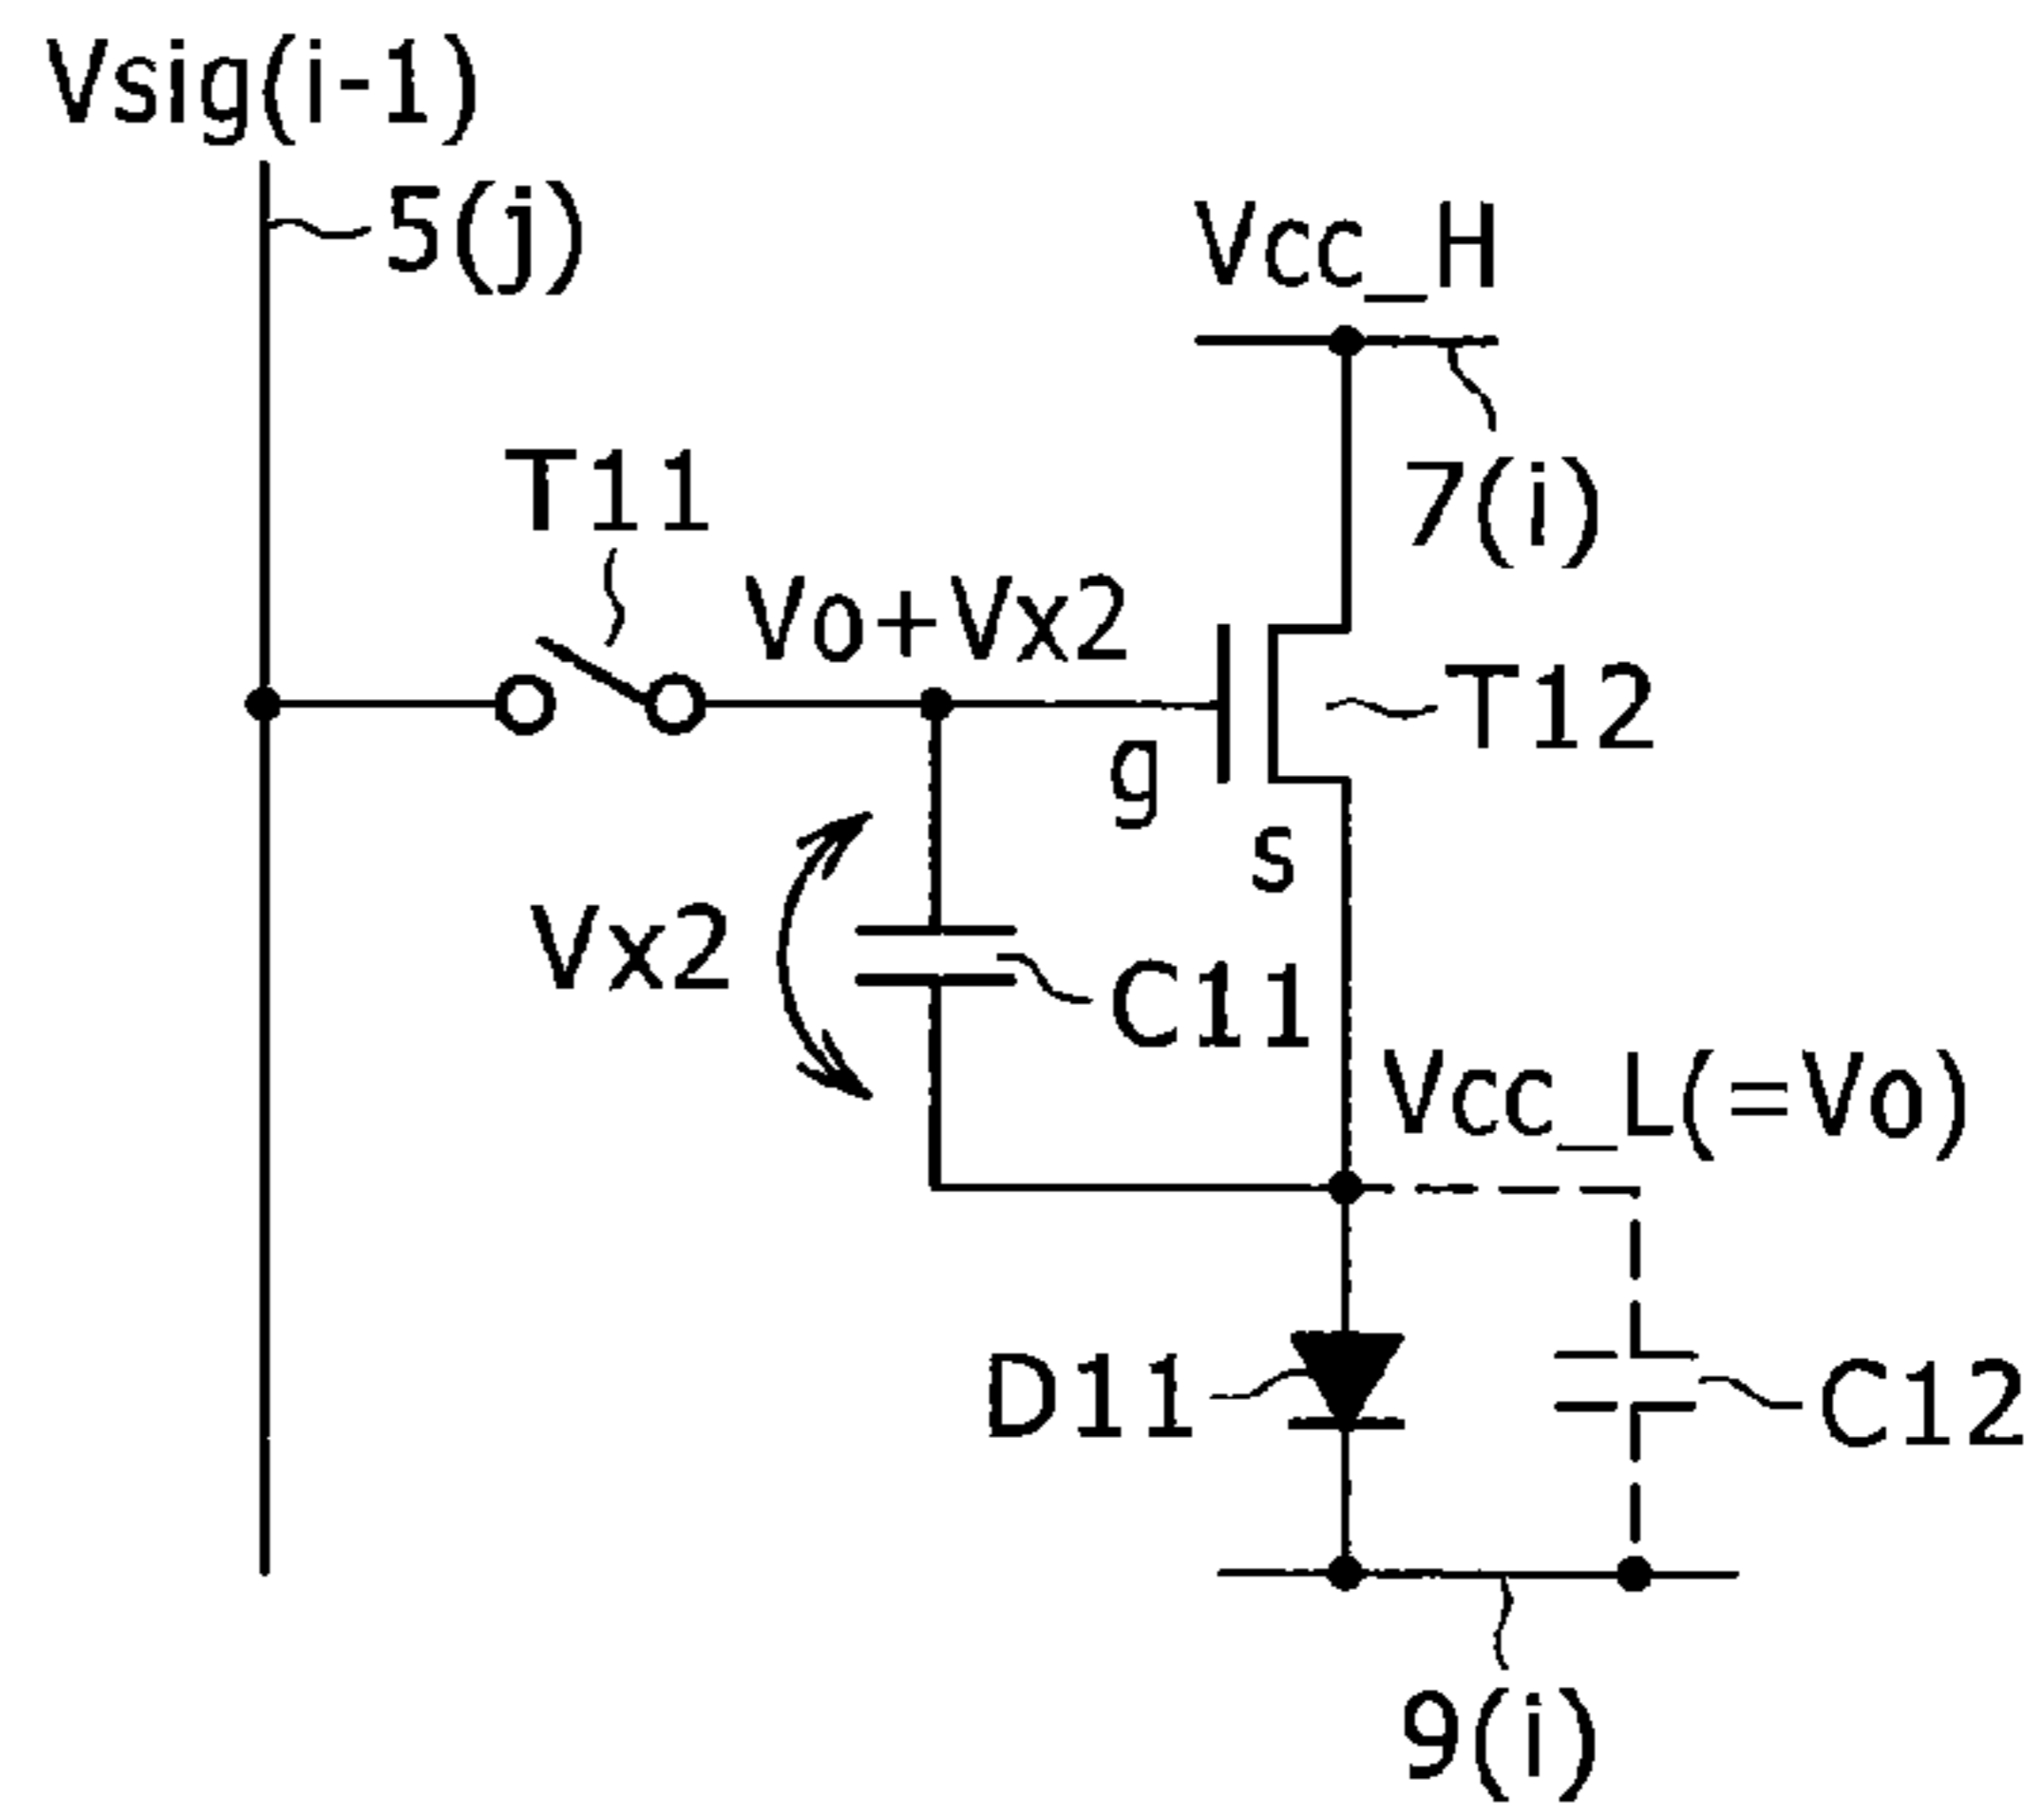 Vsig(i-1)
5(j)
Vcc_H
7(i)
T11
Vo+Vx2
T12
g
s
Vx2
C11
Vcc_L(=Vo)
D11
C12
9(i)